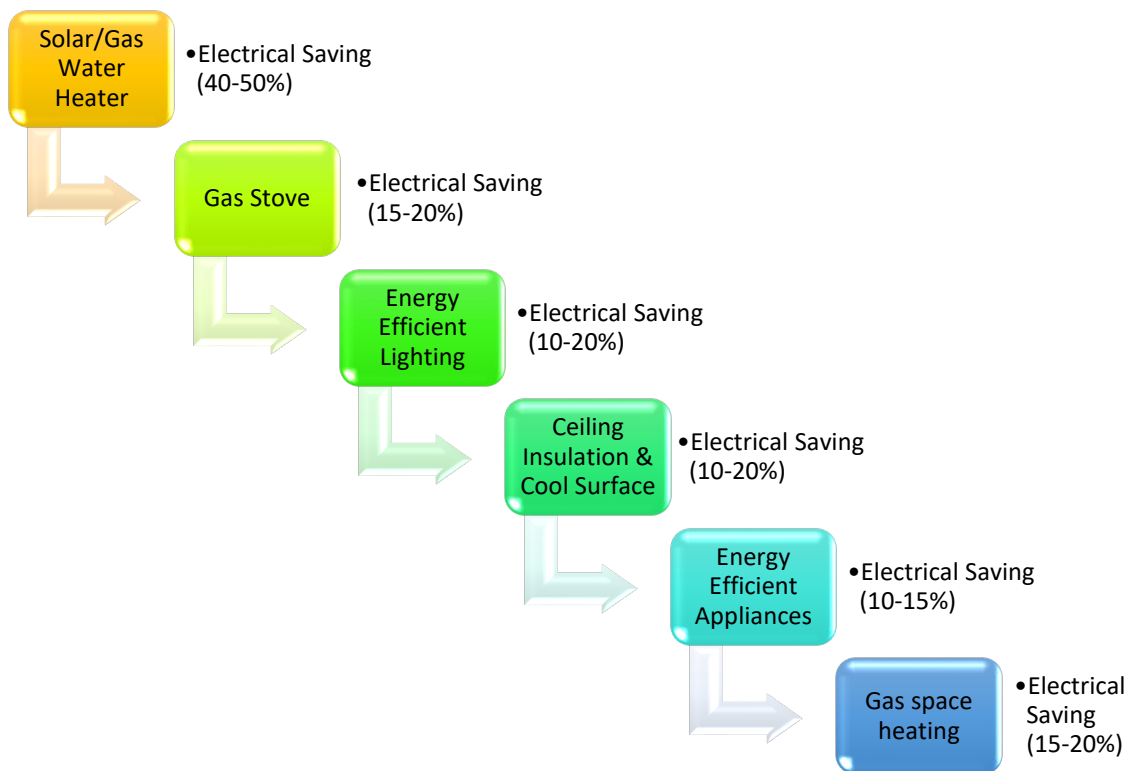 Solar/Gas
Water
Heater
•Electrical Saving
(40-50%)
Gas Stove
•Electrical Saving
(15-20%)
Energy
Efficient
Lighting
•Electrical Saving
(10-20%)
Ceiling
Insulation &
Cool Surface
•Electrical Saving
(10-20%)
Energy
Efficient
Appliances
•Electrical Saving
(10-15%)
Gas space
heating
•Electrical
Saving
(15-20%)